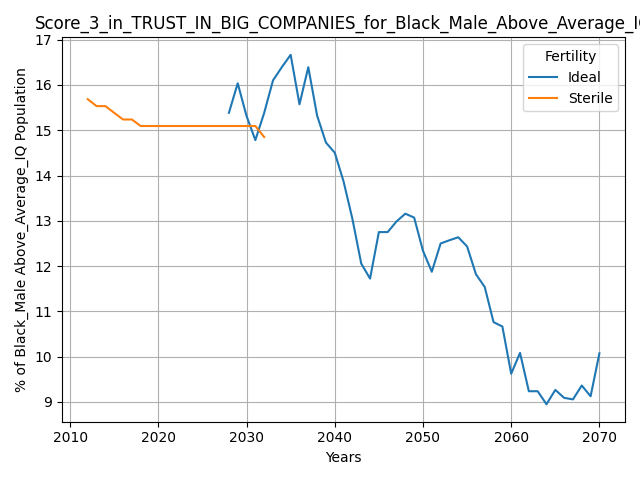 Score_3_in_TRUST_IN_BIG_COMPANIES_for_Black_Male_Above_Average_IQ
17
16
15
14
13
12
11
10
9
% of Black_Male Above_Average_IQ Population
Fertility
Ideal
Sterile
2010 2020 2030 2040 2050 2060 2070
Years